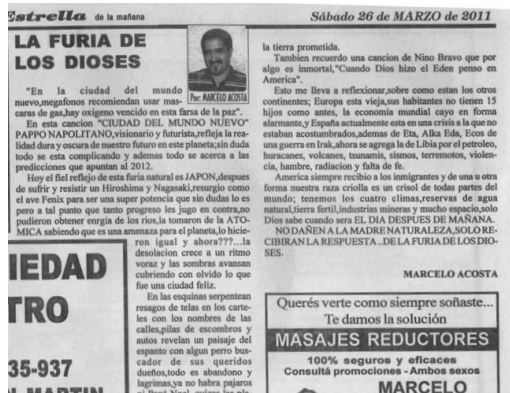 Estrella de la mañana
Sábado 26 de MARZO de 2011
LA FURIA DE
LOS DIOSES
Por: MARCELO ACOSTA
"En la ciudad del mundo
nuevo,megafonos recomiendan usar mas-
caras de gas,hay oxigeno vencido en esta farsa de la paz".
En esta cancion "CIUDAD DEL MUNDO NUEVO"
PAPPO NAPOLITANO,visionario y futurista,refleja la rea-
lidad dura y oscura de nuestro futuro en este planeta;sin duda
todo se esta complicando y ademas todo se acerca a las
predicciones que apuntan al 2012.
Hoy el fiel reflejo de esta furia natural es JAPON,despues
de sufrir y resistir un Hiroshima y Nagasaki,resurgio como
el ave Fenix para ser una super potencia que sin dudas lo es
pero a tal punto que tanto progreso les jugo en contra,no
pudieron obtener enrgia de los rios,la tomaron de la ATO-
MICA sabiendo que es una amenaza para el planeta,lo hicie-
ron igual y ahora???...la
desolacion crece a un ritmo
voraz y las sombras avansan
cubriendo con olvido lo que
fue una ciudad feliz.
En las esquinas serpentean
resagos de telas en los carte-
les con los nombres de las
calles,pilas de escombros y
autos revelan un paisaje del
espanto con algun perro bus-
cador de sus queridos
dueños,todo es abandono y
lagrimas,ya no habra pajaros
IEDAD
TRO
35-937
MARTIN
la tierra prometida.
Tambien recuerdo una cancion de Nino Bravo que por
algo es inmortal,"Cuando Dios hizo el Eden penso en
America".
Esto me lleva a reflexionar,sobre como estan los otros
continentes; Europa esta vieja,sus habitantes no tienen 15
hijos como antes, la economia mundial cayo en forma
alarmante,y España actualmente esta en una crisis a la que no
estaban acostumbrados,ademas de Eta, Alka Eda, Ecos de
una guerra en Irak,ahora se agrega la de Libia por el petroleo,
huracanes, volcanes, tsunamis, sismos, terremotos, violen-
cia, hambre, radiacion y falta de fe.
America siempre recibio a los inmigrantes y de una u otra
forma nuestra raza criolla es un crisol de todas partes del
mundo; tenemos los cuatro climas,reservas de agua
natural,tierra fertil,industrias mineras y mucho espacio,solo
Dios sabe cuando sera EL DIA DESPUES DE MAÑANA.
NO DAÑEN A LA MADRE NATURALEZA,SOLO RE-
CIBIRAN LA RESPUESTA ..DE LA FURIA DE LOS DIO-
SES.
MARCELO ACOSTA
Querés verte como siempre soñaste...
Te damos la solución
MASAJES REDUCTORES
100% seguros y eficaces
Consultá promociones - Ambos sexos
MARCELO